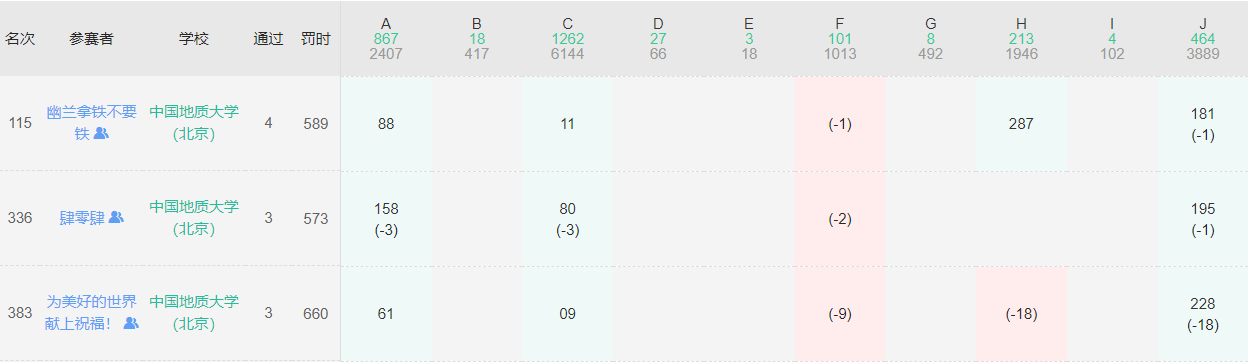 名次 参赛者 学校 通过 罚时 A B C D E F G H I J
867 18 1262 27 3 101 8 213 4 464
2407 417 6144 66 18 1013 492 1946 102 3889
115 幽兰拿铁不要铁 中国地质大学(北京) 4 589 88 11 (-1) 287 181 (-1)
336 肆零肆 中国地质大学(北京) 3 573 158 (-3) 80 (-3) (-2) 195 (-1)
383 为美好的世界献上祝福！ 中国地质大学(北京) 3 660 61 09 (-9) (-18) 228 (-18)